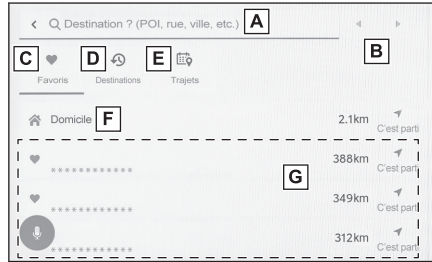 Destination ? (POI, rue, ville, etc.) A
B
C D E
Favoris Destinations Trajets
Domicile F 2.1km
C'est parti
388km
************* C'est parti
G
349km
************* C'est parti
312km
************* C'est parti